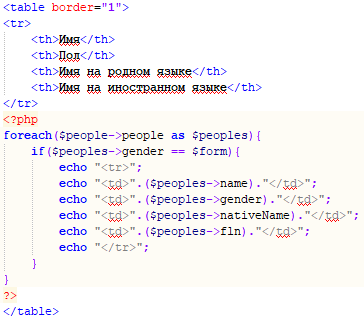 <table border="1">
<tr>
<th>Имя</th>
<th>Пол</th>
<th>Имя на родном языке</th>
<th>Имя на иностранном языке</th>
</tr>
<?php
foreach($people->people as $peoples){
if($peoples->gender == $form){
echo "<tr>";
echo "<td>".($peoples->name)."</td>";
echo "<td>".($peoples->gender)."</td>";
echo "<td>".($peoples->nativeName)."</td>";
echo "<td>".($peoples->fln)."</td>";
echo "</tr>";
}
}
?>
</table>